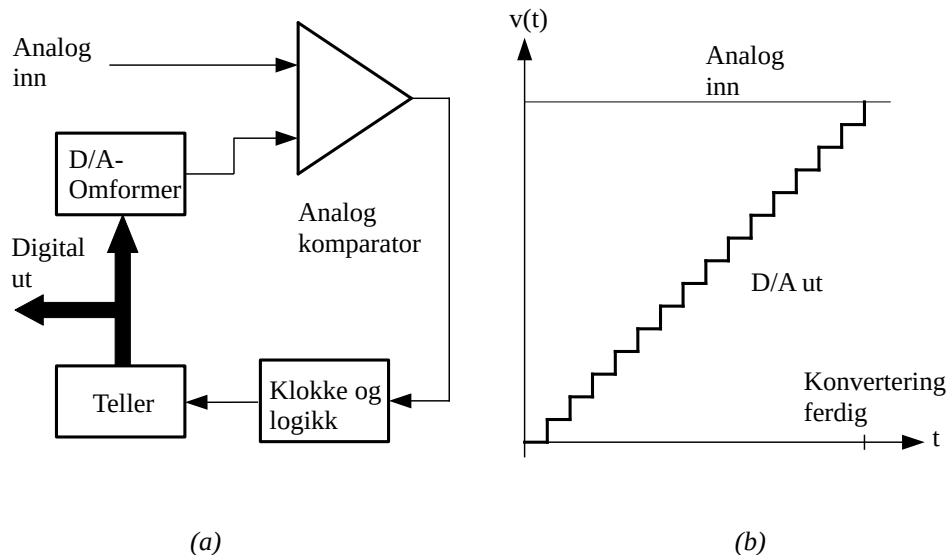 Analog
inn
D/A-
Omformer
Analog
komparator
Digital
ut
Teller
Klokke og
logikk
(a)
v(t)
Analog
inn
D/A ut
Konvertering
ferdig
t
(b)